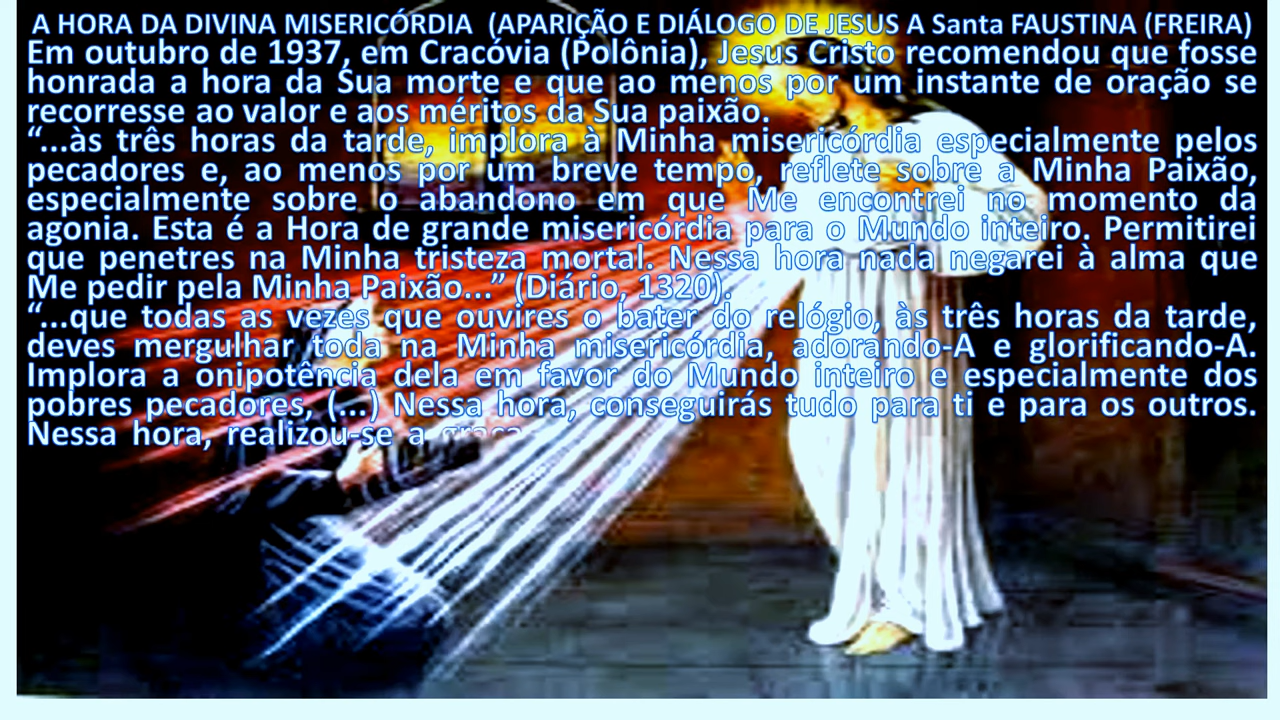 A HORA DA DIVINA MISERICÓRDIA (APARIÇÃO E DIÁLOGO DE JESUS A Santa FAUSTINA (FREIRA)
Em outubro de 1937, em Cracóvia (Polônia), Jesus Cristo recomendou que fosse
honrada a hora da Sua morte e que ao menos por um instante de oração se
recorresse ao valor e aos méritos da Sua paixão.
“...às três horas da tarde, implora à Minha misericórdia especialmente pelos
pecadores e, ao menos por um breve tempo, reflete sobre a Minha Paixão,
especialmente sobre o abandono em que Me encontrei no momento da
agonia. Esta é a Hora de grande misericórdia para o Mundo inteiro. Permitirei
que penetres na Minha tristeza mortal. Nessa hora nada negarei à alma que
Me pedir pela Minha Paixão...” (Diário, 1320).
“...que todas as vezes que ouvires o bater do relógio, às três horas da tarde,
deves mergulhar toda na Minha misericórdia, adorando-A e glorificando-A.
Implora a onipotência dela em favor do Mundo inteiro e especialmente dos
pobres pecadores, (...) Nessa hora, conseguirás tudo para ti e para os outros.
Nessa hora, realizou-se a graça